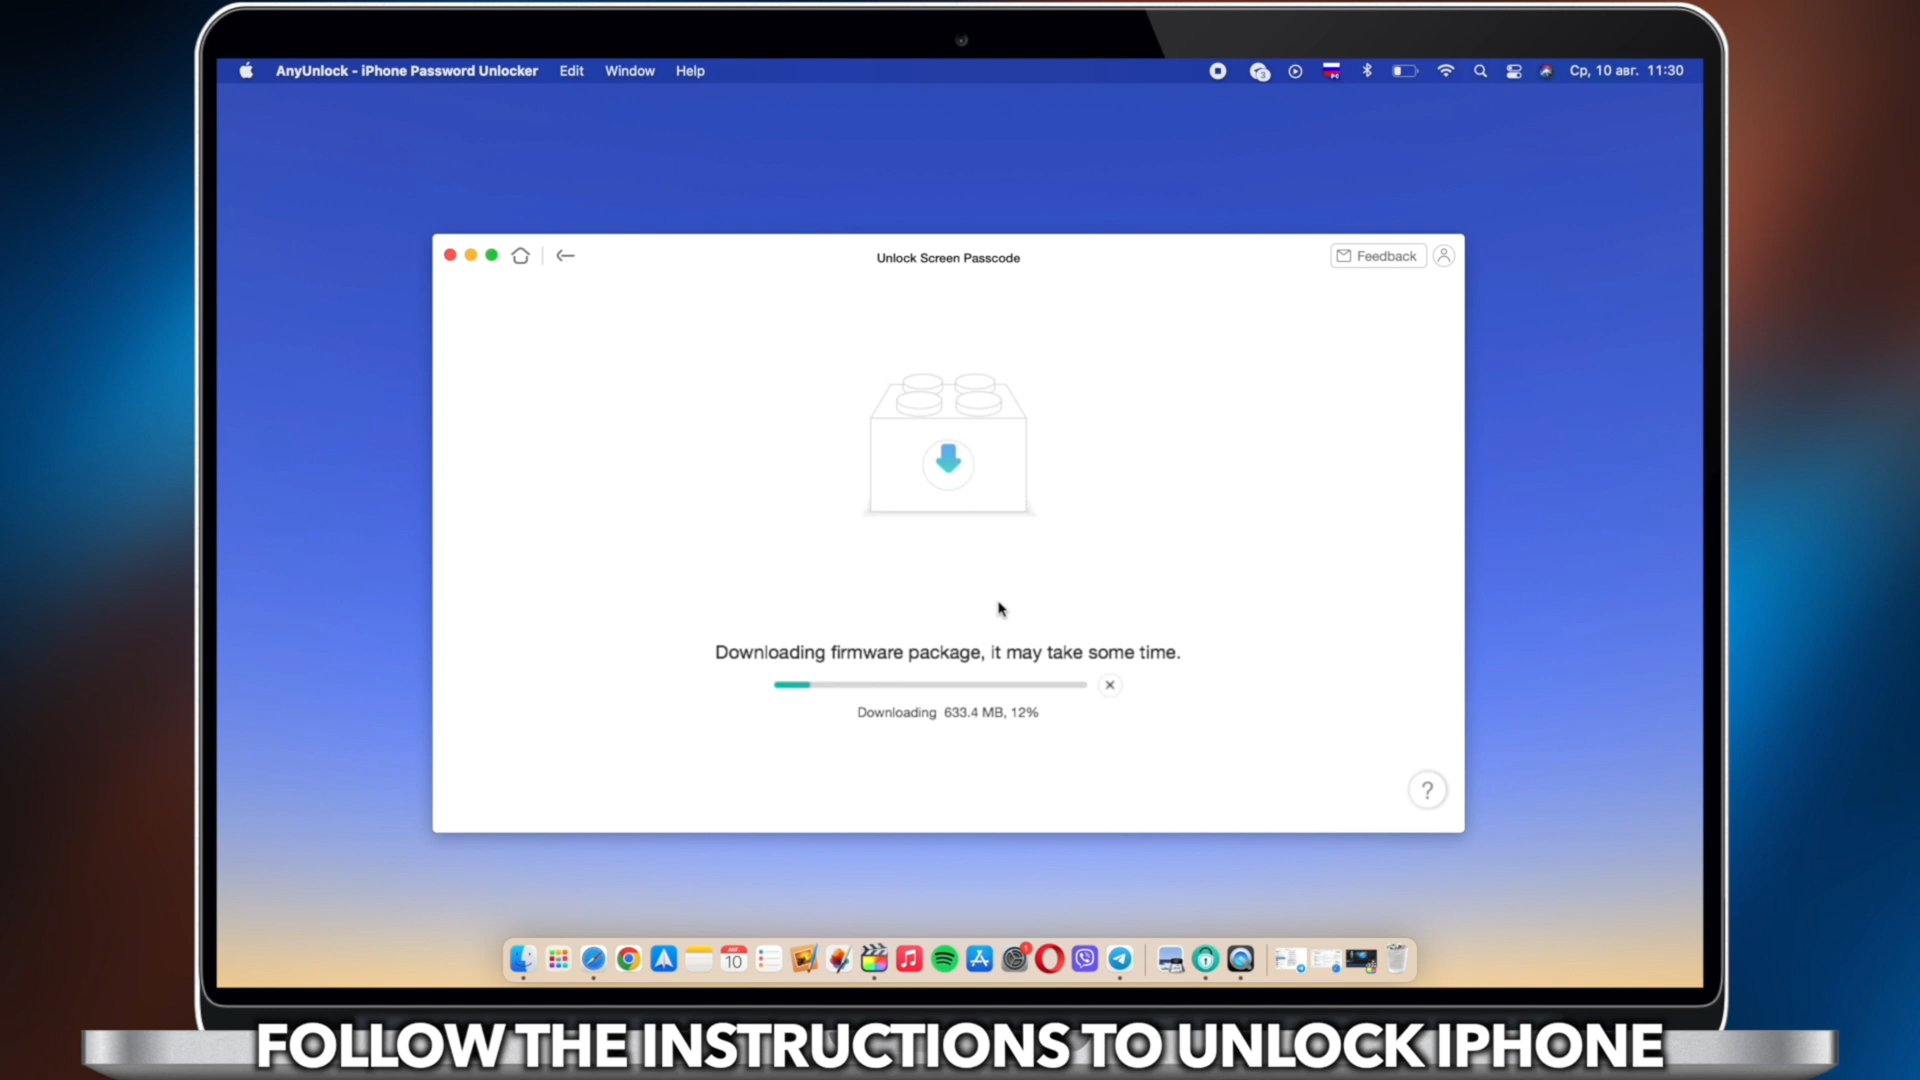 AnyUnlock - iPhone Password Unlocker Edit Window Help Ср, 10 авг. 11:30
Unlock Screen Passcode
Feedback
Downloading firmware package, it may take some time.
Downloading 633.4 MB, 12%
?
10
FOLLOW THE INSTRUCTIONS TO UNLOCK IPHONE